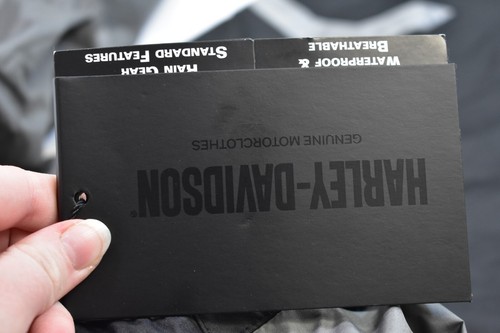 HARLEY-DAVIDSON®
GENUINE MOTORCLOTHES
WATERPROOF &
BREATHABLE
RAIN GEAR
STANDARD FEATURES